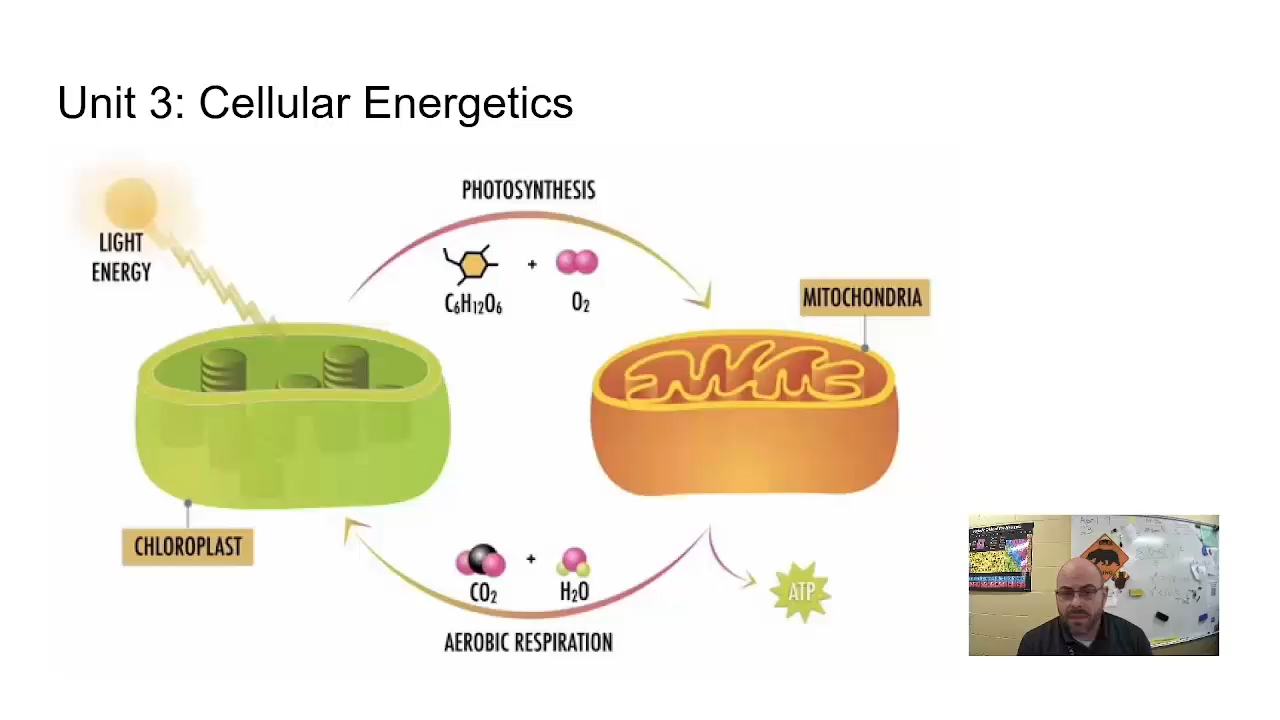 Unit 3: Cellular Energetics
PHOTOSYNTHESIS
LIGHT
ENERGY
+
C₆H₁₂O₆
O₂
MITOCHONDRIA
CHLOROPLAST
+
CO₂
H₂O
ATP
AEROBIC RESPIRATION